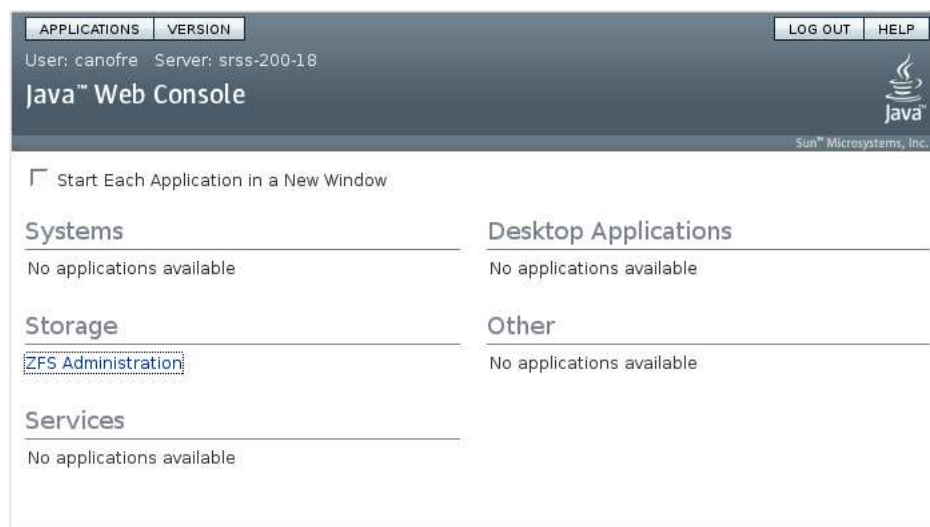 APPLICATIONS VERSION LOG OUT HELP
User: canofre Server: srss-200-18
Java™ Web Console
Java™
Sun™ Microsystems, Inc.
Start Each Application in a New Window
Systems
No applications available
Desktop Applications
No applications available
Storage
ZFS Administration
Other
No applications available
Services
No applications available